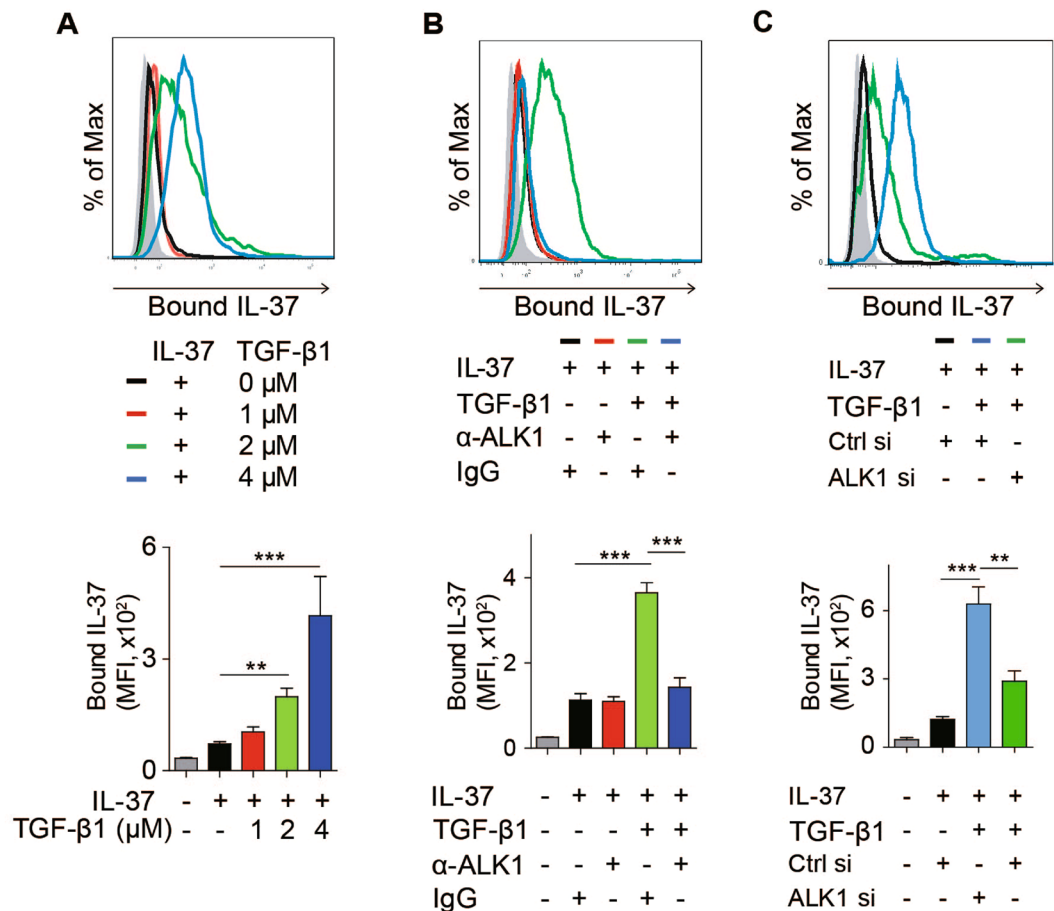 A
% of Max
Bound IL-37
IL-37 TGF-β1
+ 0 µM
+ 1 µM
+ 2 µM
+ 4 µM
Bound IL-37
(MFI, x10²)
6
3
0
***
**
IL-37 - + + + +
TGF-β1 (µM) - - 1 2 4
B
% of Max
Bound IL-37
IL-37 + + + +
TGF-β1 - - + +
α-ALK1 - + - +
IgG + - + -
Bound IL-37
(MFI, x10²)
4
2
0
*** ***
IL-37 - + + + +
TGF-β1 - - - + +
α-ALK1 - - + - +
IgG - + - + -
C
% of Max
Bound IL-37
IL-37 + + +
TGF-β1 - + +
Ctrl si + + -
ALK1 si - - +
Bound IL-37
(MFI, x10²)
6
3
0
*** **
IL-37 - + + +
TGF-β1 - - + +
Ctrl si - + - +
ALK1 si - - + -